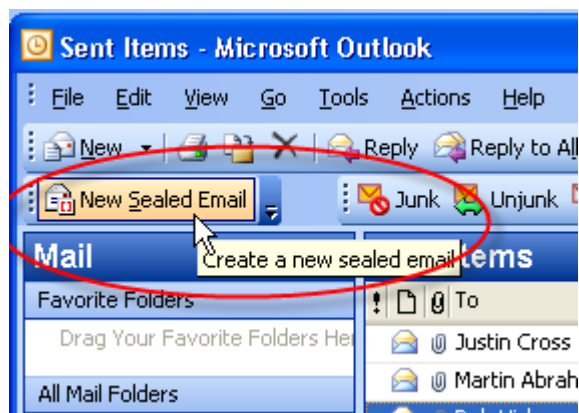 Sent Items - Microsoft Outlook
File Edit View Go Tools Actions Help
New Reply Reply to All
New Sealed Email Junk Unjunk
Mail Items
Create a new sealed email
Favorite Folders To
Drag Your Favorite Folders Justin Cross
All Mail Folders Martin